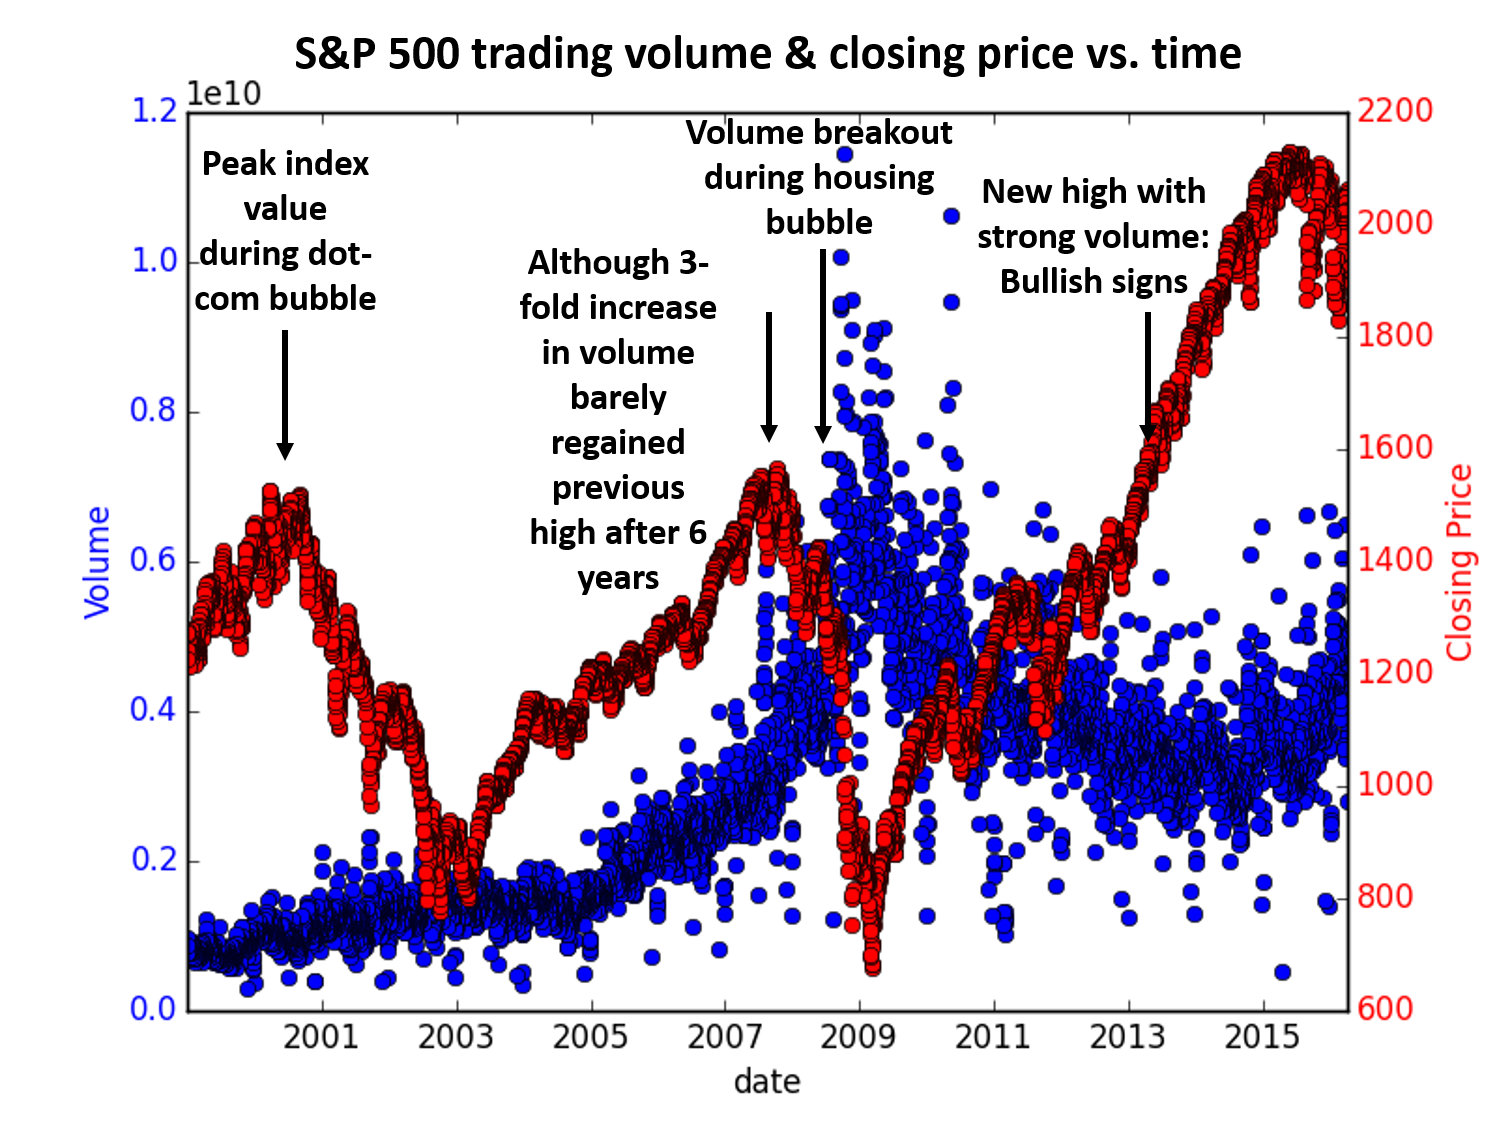 S&P 500 trading volume & closing price vs. time
1e10
1.2
1.0
0.8
0.6
0.4
0.2
0.0
Volume
Peak index
value
during dot-
com bubble
Although 3-
fold increase
in volume
barely
regained
previous
high after 6
years
Volume breakout
during housing
bubble
New high with
strong volume:
Bullish signs
2200
2000
1800
1600
1400
1200
1000
800
600
Closing Price
2001 2003 2005 2007 2009 2011 2013 2015
date